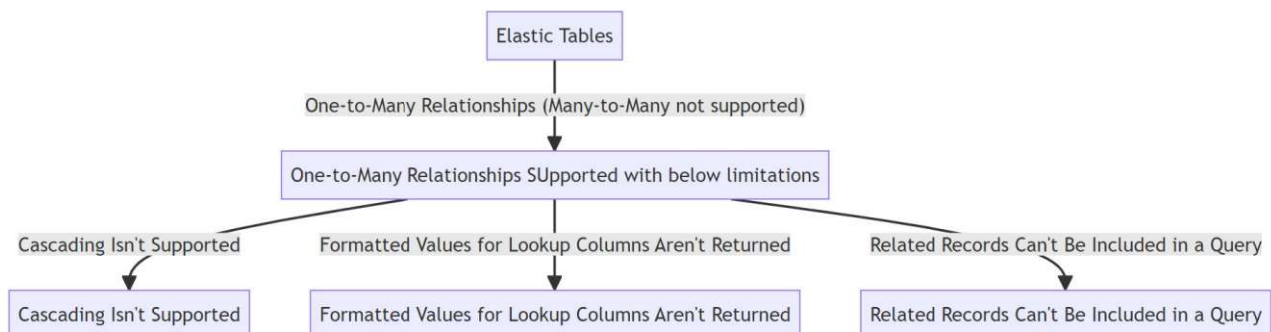 Elastic Tables
One-to-Many Relationships (Many-to-Many not supported)
One-to-Many Relationships SUpported with below limitations
Cascading Isn't Supported
Formatted Values for Lookup Columns Aren't Returned
Related Records Can't Be Included in a Query
Cascading Isn't Supported
Formatted Values for Lookup Columns Aren't Returned
Related Records Can't Be Included in a Query